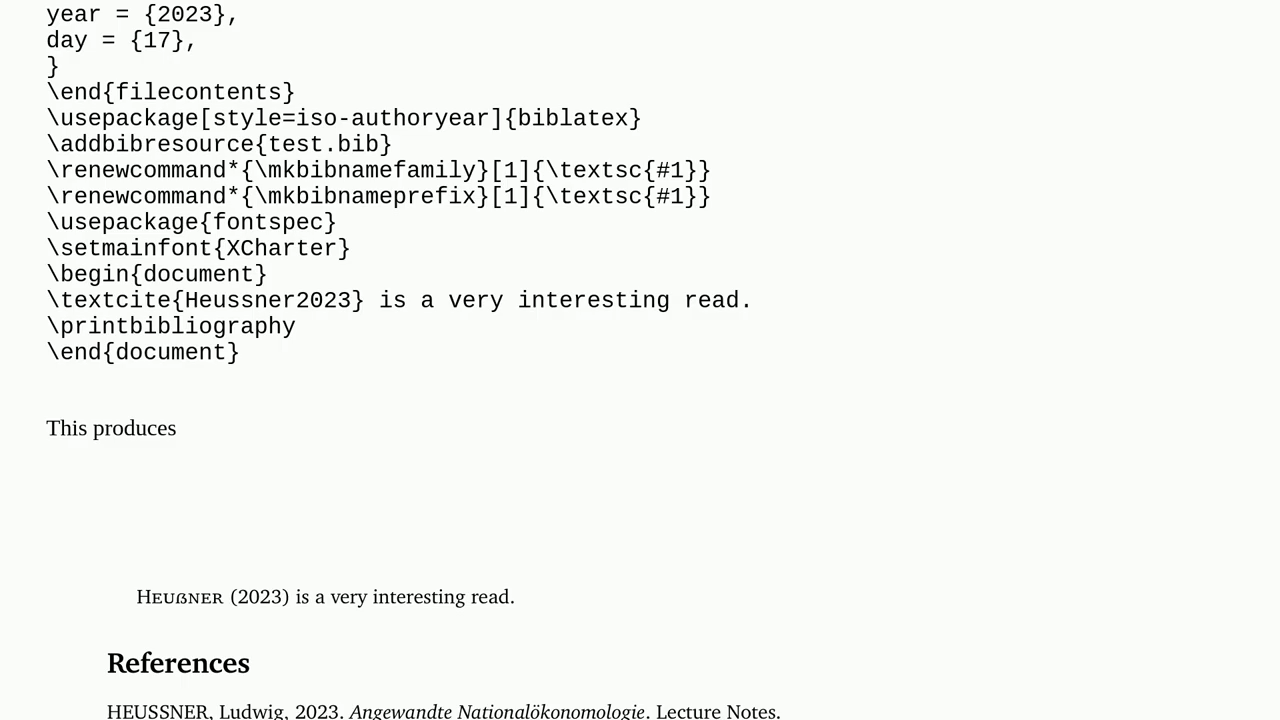 year = {2023},
day = {17},
}
\end{filecontents}
\usepackage[style=iso-authoryear]{biblatex}
\addbibresource{test.bib}
\renewcommand*{\mkbibnamefamily}[1]{\textsc{#1}}
\renewcommand*{\mkbibnameprefix}[1]{\textsc{#1}}
\usepackage{fontspec}
\setmainfont{XCharter}
\begin{document}
\textcite{Heussner2023} is a very interesting read.
\printbibliography
\end{document}
This produces
Heußner (2023) is a very interesting read.
References
HEUSSNER, Ludwig, 2023. Angewandte Nationalökonomologie. Lecture Notes.